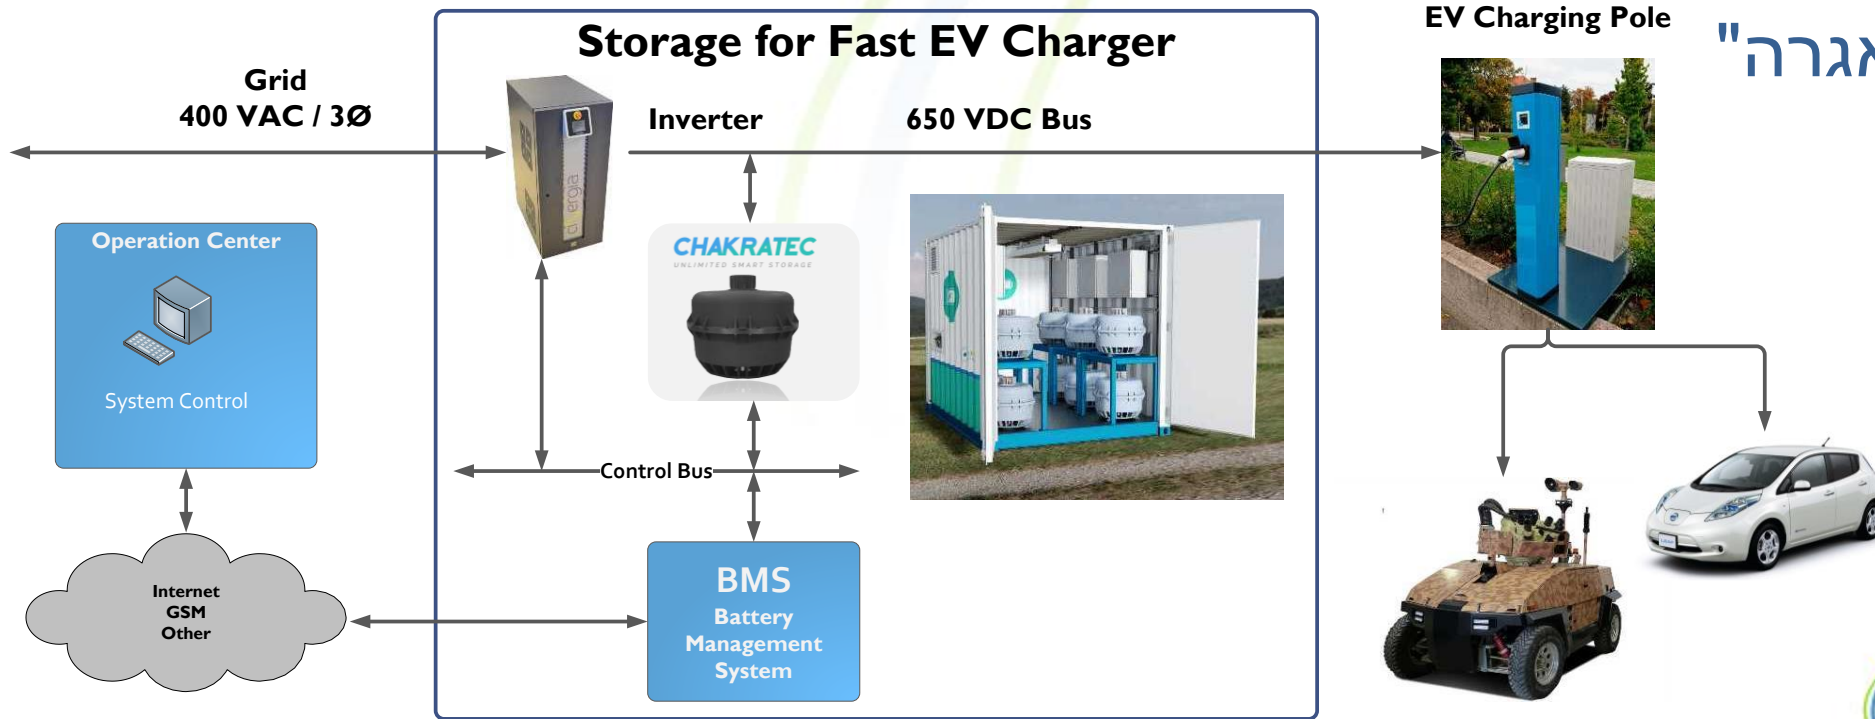 Storage for Fast EV Charger
EV Charging Pole
Grid
400 VAC / 3Ø
Inverter
650 VDC Bus
Operation Center
System Control
CHAKRATEC
UNLIMITED SMART STORAGE
Control Bus
Internet
GSM
Other
BMS
Battery
Management
System